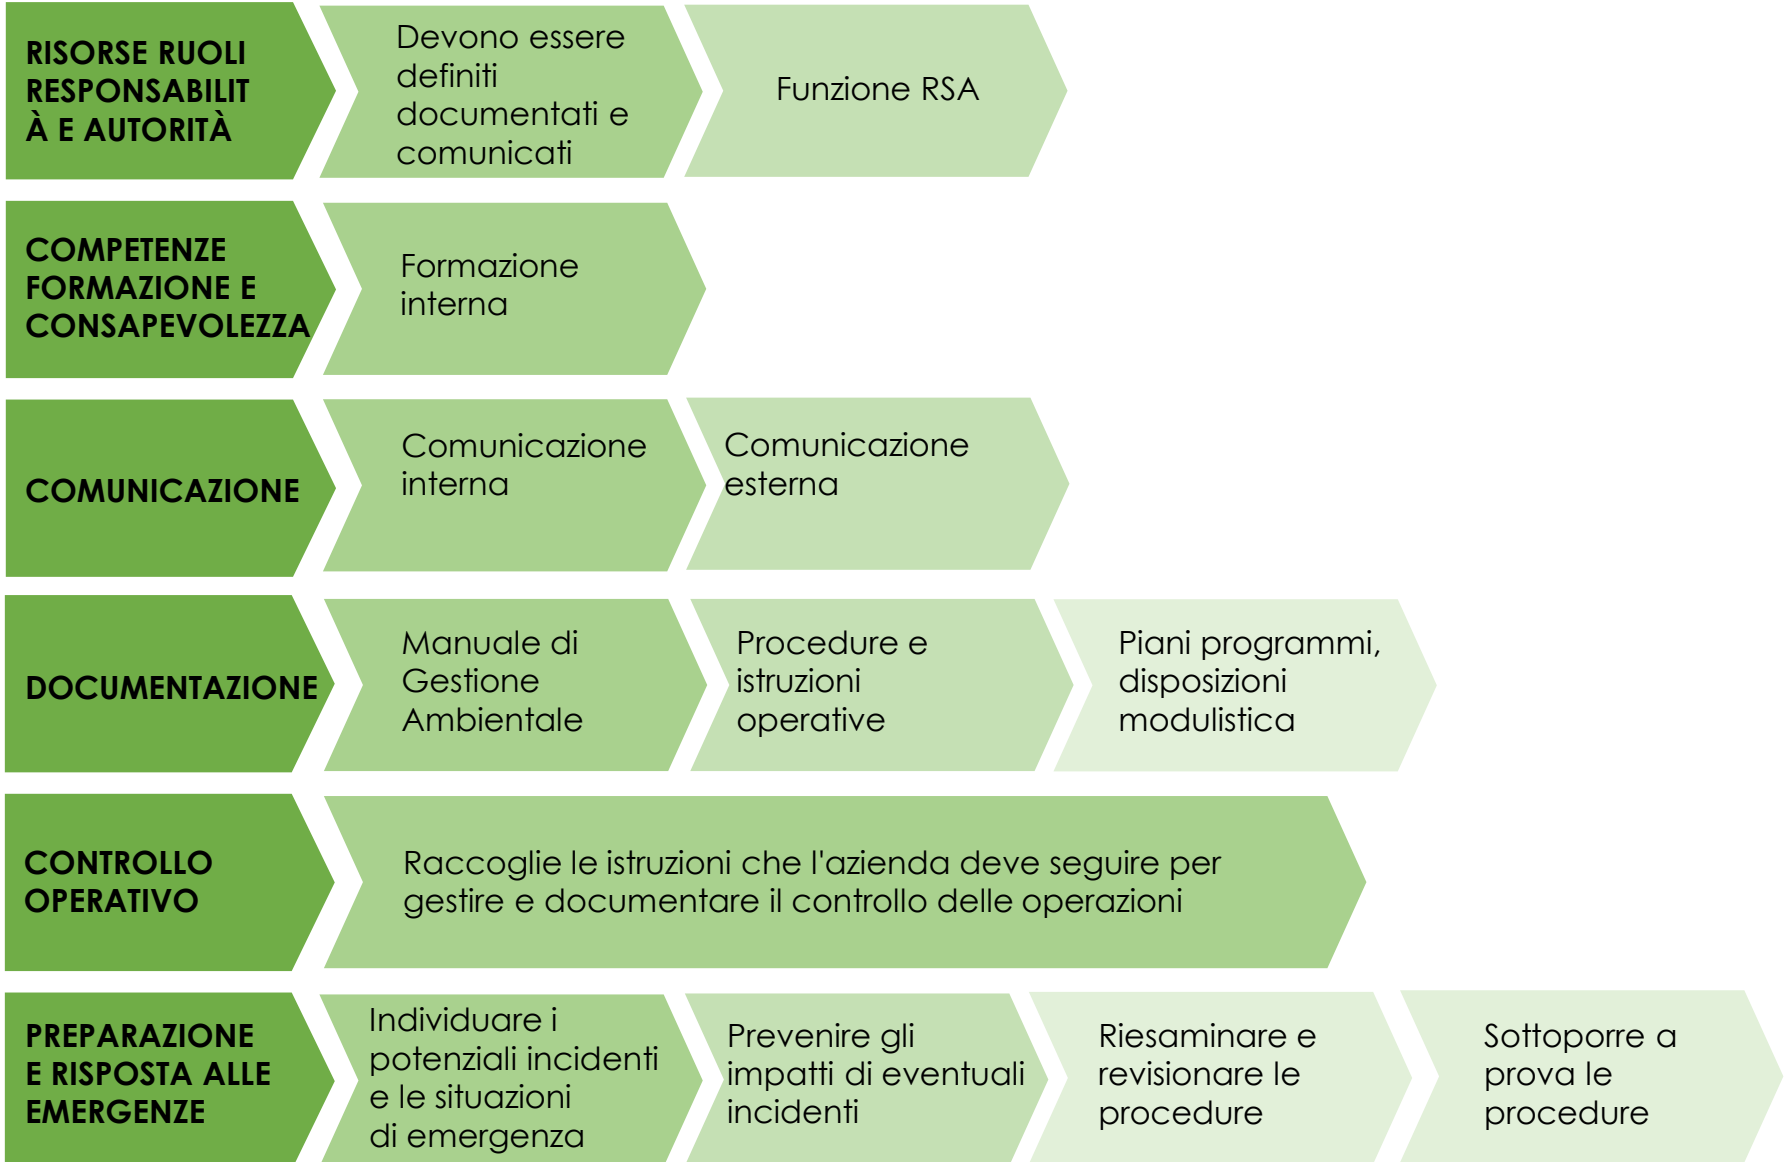 RISORSE RUOLI
RESPONSABILIT
À E AUTORITÀ
Devono essere
definiti
documentati e
comunicati
Funzione RSA
COMPETENZE
FORMAZIONE E
CONSAPEVOLEZZA
Formazione
interna
COMUNICAZIONE
Comunicazione
interna
Comunicazione
esterna
DOCUMENTAZIONE
Manuale di
Gestione
Ambientale
Procedure e
istruzioni
operative
Piani programmi,
disposizioni
modulistica
CONTROLLO
OPERATIVO
Raccoglie le istruzioni che l'azienda deve seguire per
gestire e documentare il controllo delle operazioni
PREPARAZIONE
E RISPOSTA ALLE
EMERGENZE
Individuare i
potenziali incidenti
e le situazioni
di emergenza
Prevenire gli
impatti di eventuali
incidenti
Riesaminare e
revisionare le
procedure
Sottoporre a
prova le
procedure